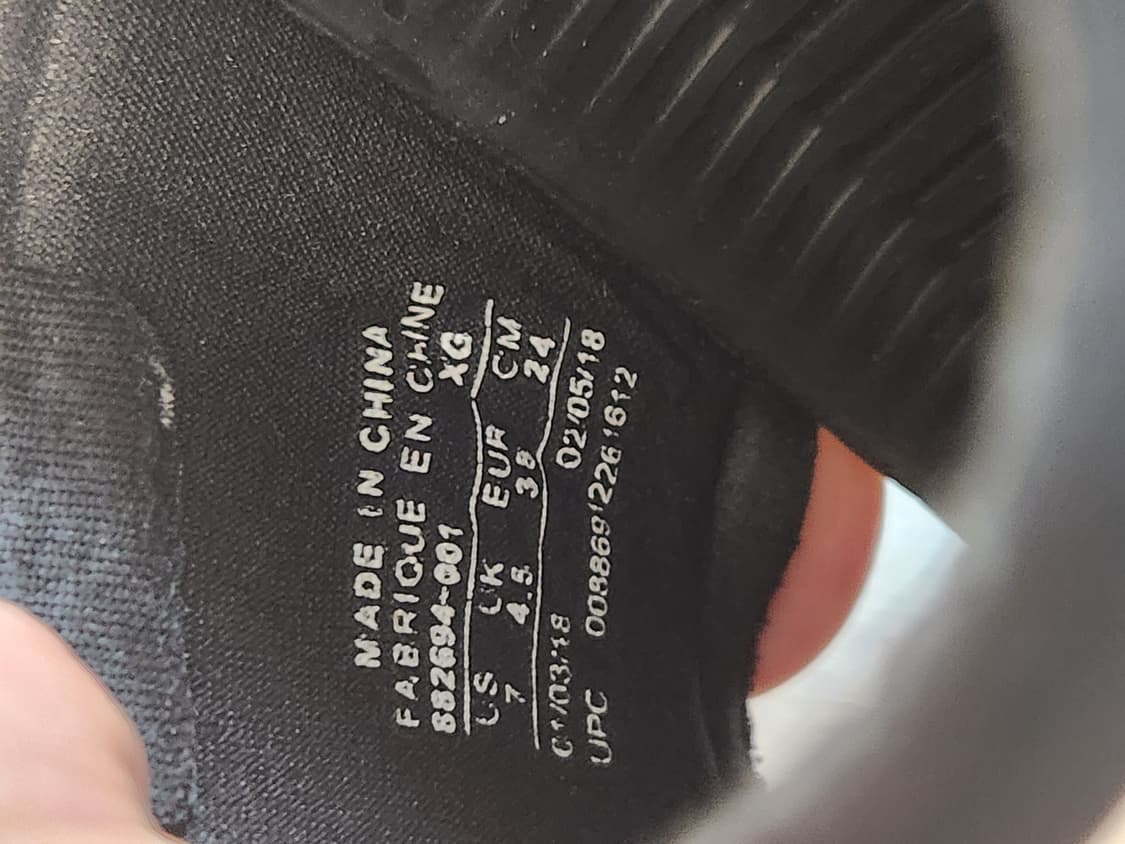 MADE IN CHINA
FABRIQUE EN CHINE
882694-001 XG
US UK EUR CM
7 4.5 38 24
01/03/18 02/05/18
UPC 00886912261612